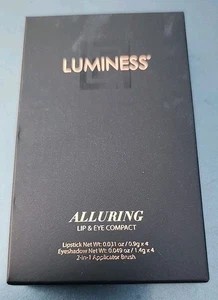 LUMINESS®
ALLURING
LIP & EYE COMPACT
Lipstick Net Wt: 0.031 oz / 0.9g x 4
Eyeshadow Net Wt: 0.049 oz / 1.4g x 4
2-in-1 Applicator Brush